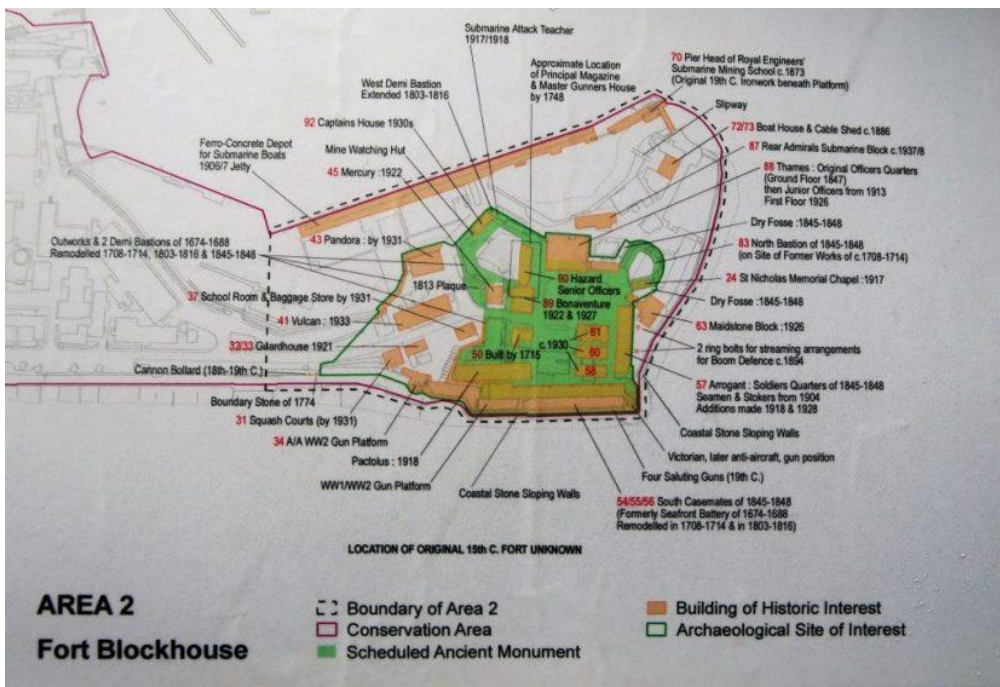 Submarine Attack Teacher
1917/1918
West Demi Bastion
Extended 1803-1816
Approximate Location
of Principal Magazine
& Master Gunners House
by 1748
70 Pier Head of Royal Engineers'
Submarine Mining School c.1873
(Original 19th C. Ironwork beneath Platform)
Slipway
92 Captains House 1930s
72/73 Boat House & Cable Shed c.1886
Ferro-Concrete Depot
for Submarine Boats
1906/7 Jetty
Mine Watching Hut
87 Rear Admirals Submarine Block c.1937/8
45 Mercury :1922
88 Thames : Original Officers Quarters
(Ground Floor 1847)
then Junior Officers from 1913
First Floor 1926
Dry Fosse :1845-1848
Outworks & 2 Demi Bastions of 1674-1688
Remodelled 1708-1714, 1803-1816 & 1845-1848
43 Pandora : by 1931
83 North Bastion of 1845-1848
(on Site of Former Works of c.1708-1714)
1813 Plaque
90 Hazard
Senior Officers
24 St Nicholas Memorial Chapel :1917
37 School Room & Baggage Store by 1931
89 Bonaventure
1922 & 1927
Dry Fosse :1845-1848
41 Vulcan : 1933
61
63 Maidstone Block :1926
32/33 Guardhouse 1921
c.1930
60
50 Built by 1715
58
2 ring bolts for streaming arrangements
for Boom Defence c.1894
Cannon Bollard (18th-19th C.)
57 Arrogant : Soldiers Quarters of 1845-1848
Seamen & Stokers from 1904
Additions made 1918 & 1928
Boundary Stone of 1774
31 Squash Courts (by 1931)
34 A/A WW2 Gun Platform
Coastal Stone Sloping Walls
Pactolus : 1918
Victorian, later anti-aircraft, gun position
WW1/WW2 Gun Platform
Coastal Stone Sloping Walls
Four Saluting Guns (19th C.)
54/55/56 South Casemates of 1845-1848
(Formerly Seafront Battery of 1674-1688
Remodelled in 1708-1714 & in 1803-1816)
LOCATION OF ORIGINAL 15th C. FORT UNKNOWN
AREA 2
Fort Blockhouse
Boundary of Area 2
Conservation Area
Scheduled Ancient Monument
Building of Historic Interest
Archaeological Site of Interest